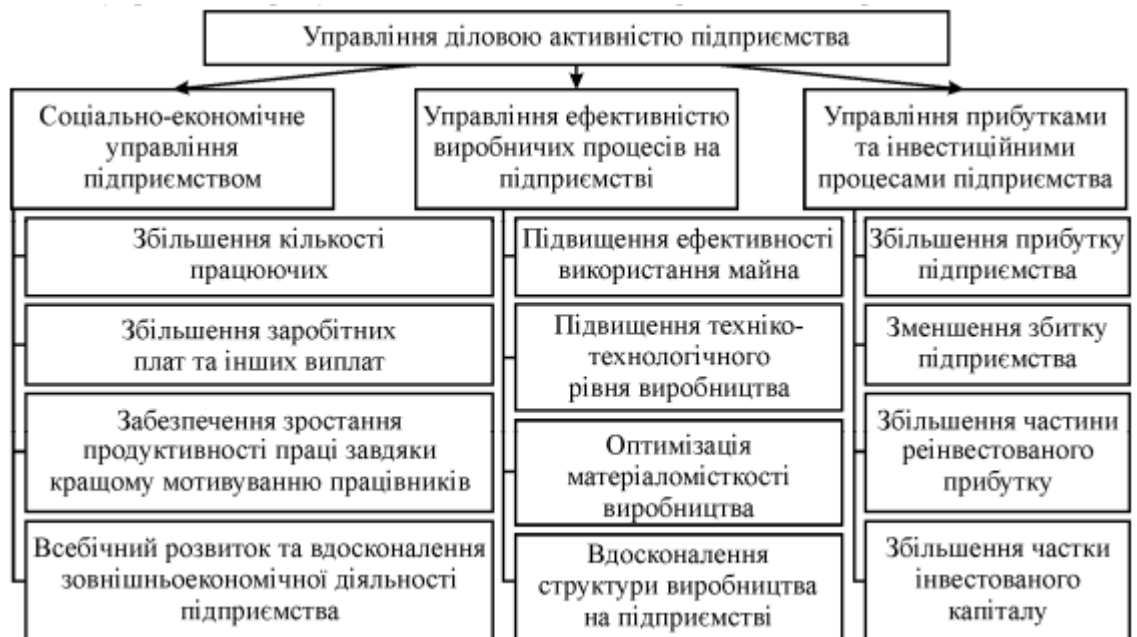 Управління діловою активністю підприємства
Соціально-економічне
управління
підприємством
Збільшення кількості
працюючих
Збільшення заробітних
плат та інших виплат
Забезпечення зростання
продуктивності праці завдяки
кращому мотивуванню працівників
Всебічний розвиток та вдосконалення
зовнішньоекономічної діяльності
підприємства
Управління ефективністю
виробничих процесів на
підприємстві
Підвищення ефективності
використання майна
Підвищення техніко-
технологічного
рівня виробництва
Оптимізація
матеріаломісткості
виробництва
Вдосконалення
структури виробництва
на підприємстві
Управління прибутками
та інвестиційними
процесами підприємства
Збільшення прибутку
підприємства
Зменшення збитку
підприємства
Збільшення частини
реінвестованого
прибутку
Збільшення частки
інвестованого
капіталу